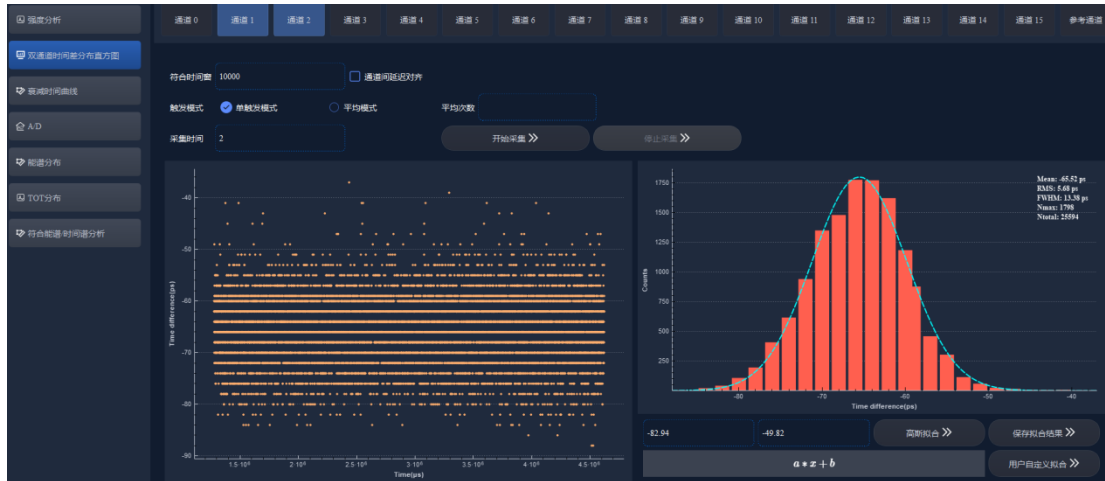 强度分析
双通道时间差分布直方图
衰减时间曲线
A/D
能谱分布
TOT分布
符合能谱/时间谱分析
通道 0 通道 1 通道 2 通道 3 通道 4 通道 5 通道 6 通道 7 通道 8 通道 9 通道 10 通道 11 通道 12 通道 13 通道 14 通道 15 参考通道
符合时间窗 10000 通道间延迟对齐
触发模式 单触发模式 平均模式 平均次数
采集时间 2 开始采集 停止采集
Time difference(ps)
-40
-50
-60
-70
-80
-90
1.5·10⁶ 2·10⁶ 2.5·10⁶ 3·10⁶ 3.5·10⁶ 4·10⁶ 4.5·10⁶
Time(μs)
Counts
1750
1500
1250
1000
750
500
250
Mean: -65.52 ps
RMS: 5.68 ps
FWHM: 13.38 ps
Nmax: 1798
Ntotal: 25594
-80 -70 -60 -50 -40
Time difference(ps)
-82.94 -49.82 高斯拟合 保存拟合结果
a * x + b 用户自定义拟合